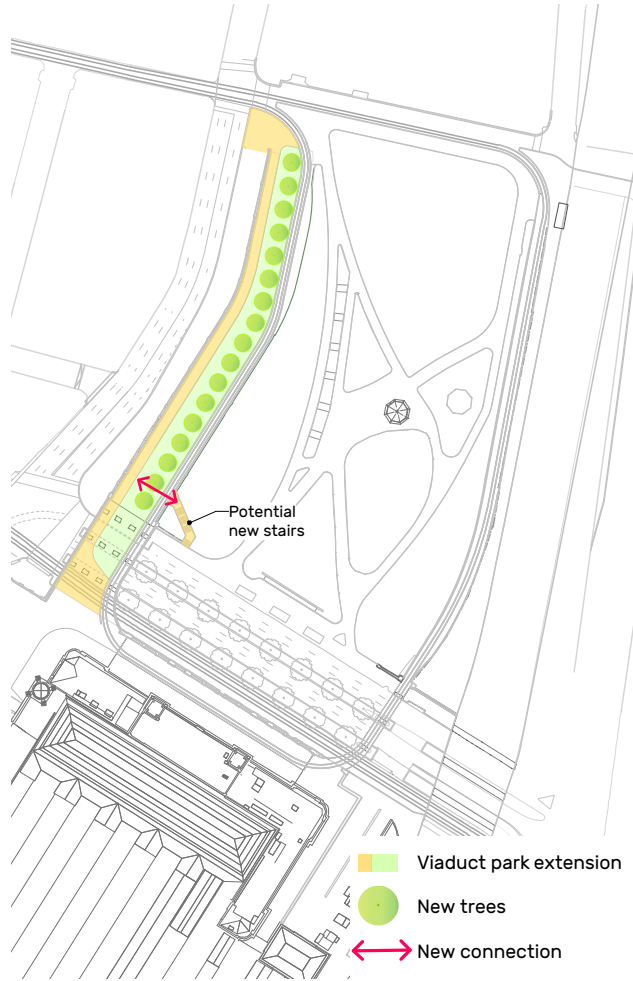 Potential
new stairs
Viaduct park extension
New trees
New connection